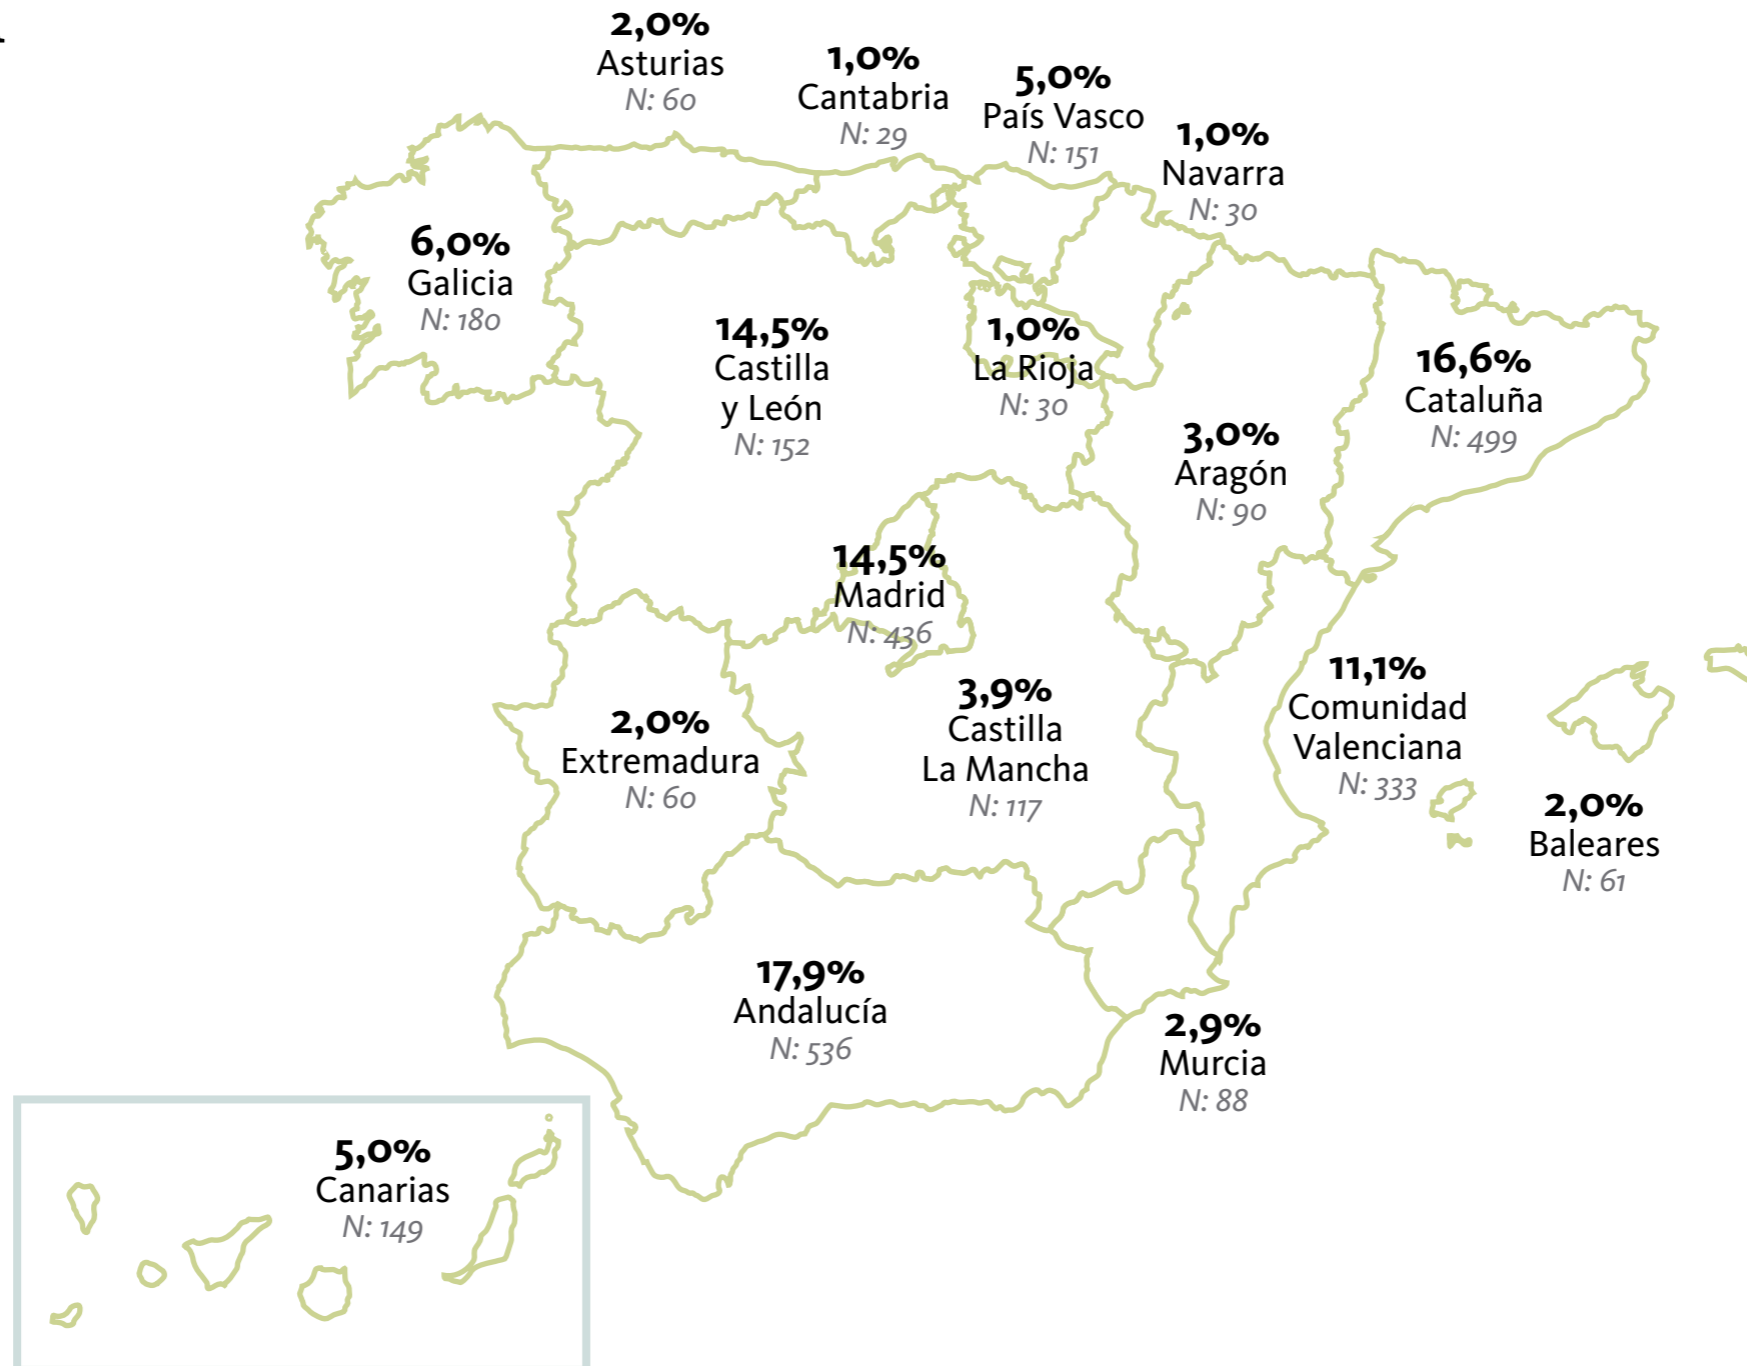 2,0%
Asturias
N: 60
1,0%
Cantabria
N: 29
5,0%
País Vasco
N: 151
1,0%
Navarra
N: 30
6,0%
Galicia
N: 180
14,5%
Castilla
y León
N: 152
1,0%
La Rioja
N: 30
16,6%
Cataluña
N: 499
3,0%
Aragón
N: 90
14,5%
Madrid
N: 436
11,1%
Comunidad
Valenciana
N: 333
3,9%
Castilla
La Mancha
N: 117
2,0%
Extremadura
N: 60
2,0%
Baleares
N: 61
17,9%
Andalucía
N: 536
2,9%
Murcia
N: 88
5,0%
Canarias
N: 149